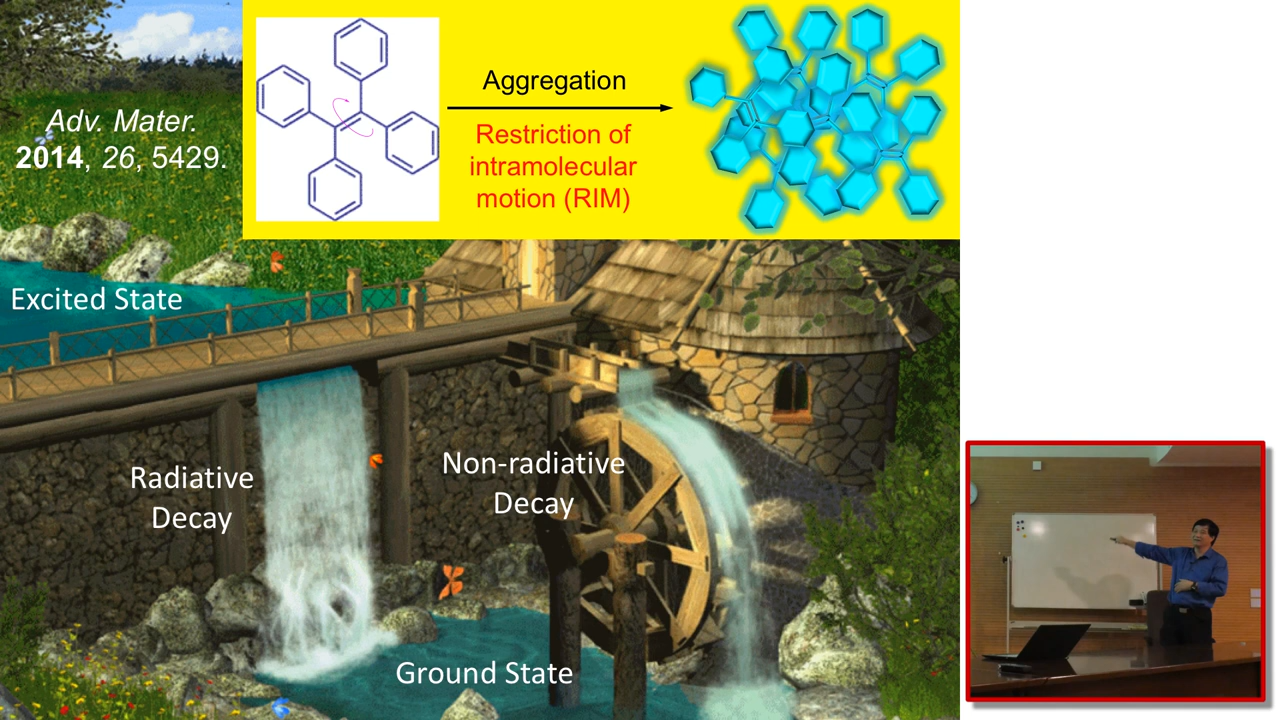 Adv. Mater.
2014, 26, 5429.
Aggregation
Restriction of
intramolecular
motion (RIM)
Excited State
Radiative
Decay
Non-radiative
Decay
Ground State